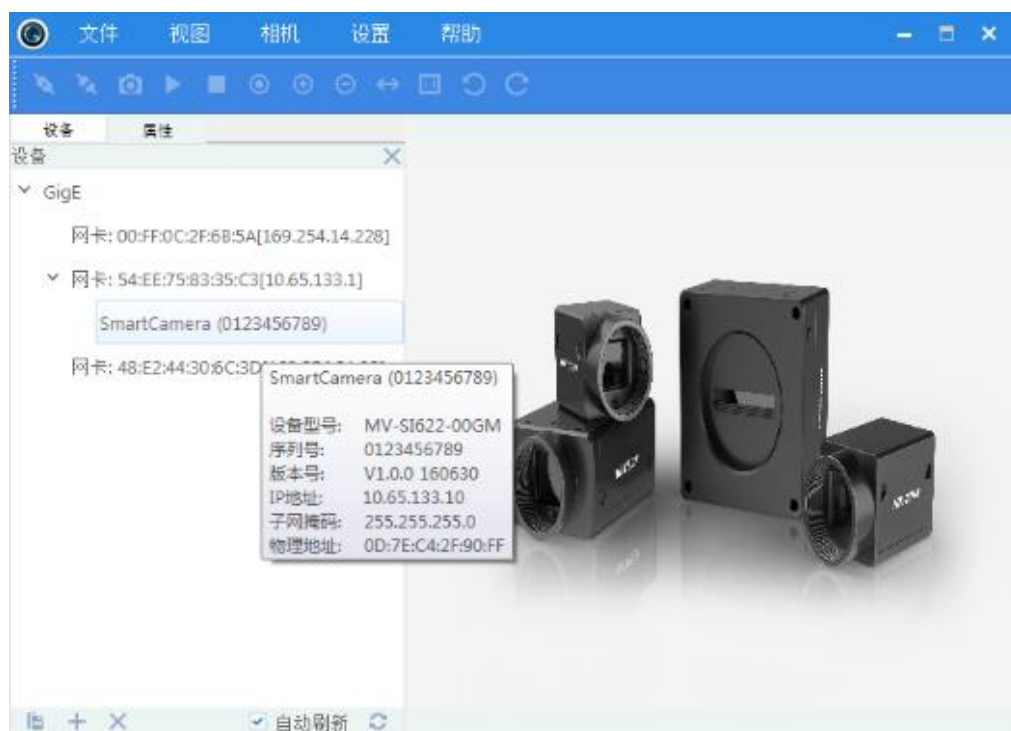 文件 视图 相机 设置 帮助
设备 属性
设备
GigE
网卡: 00:FF:0C:2F:6B:5A[169.254.14.228]
网卡: 54:EE:75:83:35:C3[10.65.133.1]
SmartCamera (0123456789)
网卡: 48:E2:44:30:6C:3D
SmartCamera (0123456789)
设备型号: MV-SI622-00GM
序列号: 0123456789
版本号: V1.0.0 160630
IP地址: 10.65.133.10
子网掩码: 255.255.255.0
物理地址: 0D:7E:C4:2F:90:FF
自动刷新